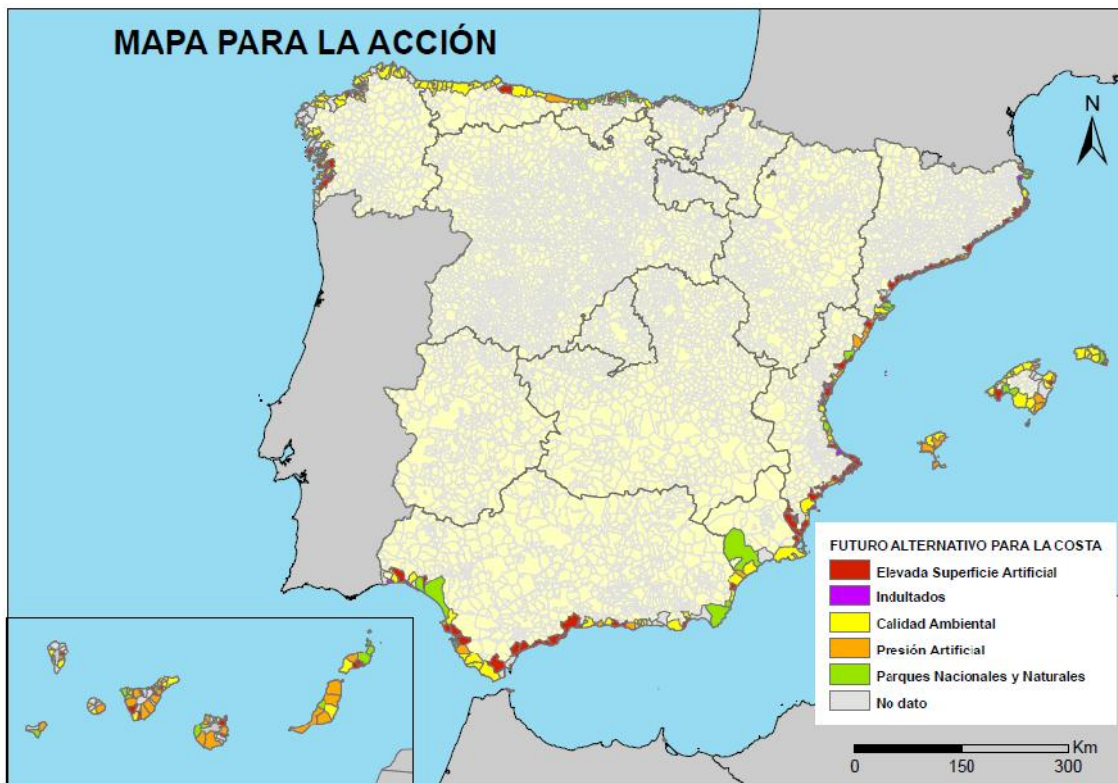 MAPA PARA LA ACCIÓN
N
FUTURO ALTERNATIVO PARA LA COSTA
Elevada Superficie Artificial
Indultados
Calidad Ambiental
Presión Artificial
Parques Nacionales y Naturales
No dato
Km
0 150 300